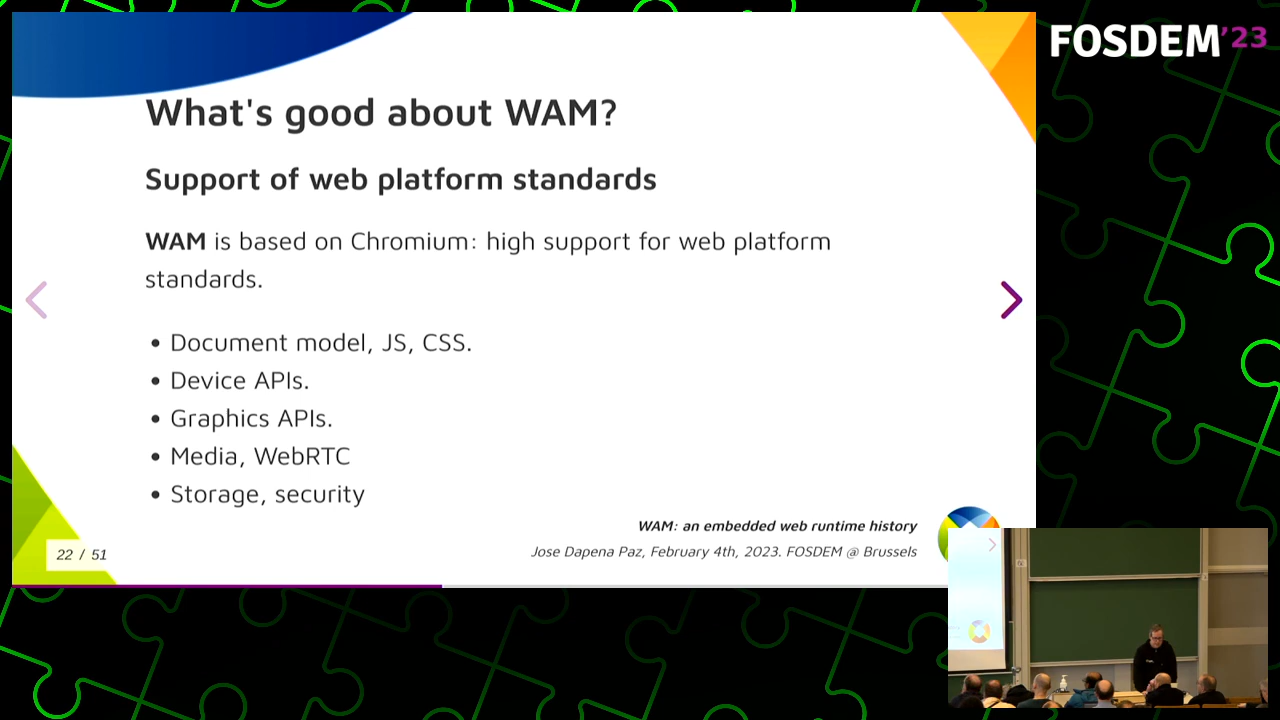 FOSDEM'23
What's good about WAM?
Support of web platform standards
WAM is based on Chromium: high support for web platform
standards.
• Document model, JS, CSS.
• Device APIs.
• Graphics APIs.
• Media, WebRTC
• Storage, security
WAM: an embedded web runtime history
Jose Dapena Paz, February 4th, 2023. FOSDEM @ Brussels
22 / 51